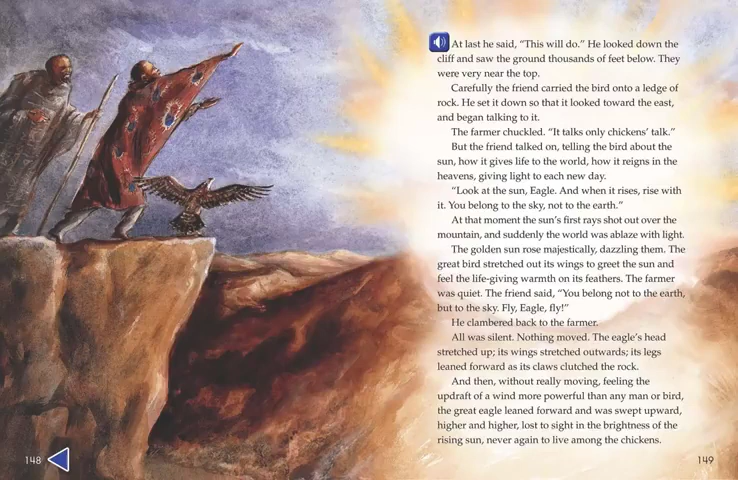 At last he said, "This will do." He looked down the
cliff and saw the ground thousands of feet below. They
were very near the top.
Carefully the friend carried the bird onto a ledge of
rock. He set it down so that it looked toward the east,
and began talking to it.
The farmer chuckled. "It talks only chickens' talk."
But the friend talked on, telling the bird about the
sun, how it gives life to the world, how it reigns in the
heavens, giving light to each new day.
"Look at the sun, Eagle. And when it rises, rise with
it. You belong to the sky, not to the earth."
At that moment the sun's first rays shot out over the
mountain, and suddenly the world was ablaze with light.
The golden sun rose majestically, dazzling them. The
great bird stretched out its wings to greet the sun and
feel the life-giving warmth on its feathers. The farmer
was quiet. The friend said, "You belong not to the earth,
but to the sky. Fly, Eagle, fly!"
He clambered back to the farmer.
All was silent. Nothing moved. The eagle's head
stretched up; its wings stretched outwards; its legs
leaned forward as its claws clutched the rock.
And then, without really moving, feeling the
updraft of a wind more powerful than any man or bird,
the great eagle leaned forward and was swept upward,
higher and higher, lost to sight in the brightness of the
rising sun, never again to live among the chickens.
148
149